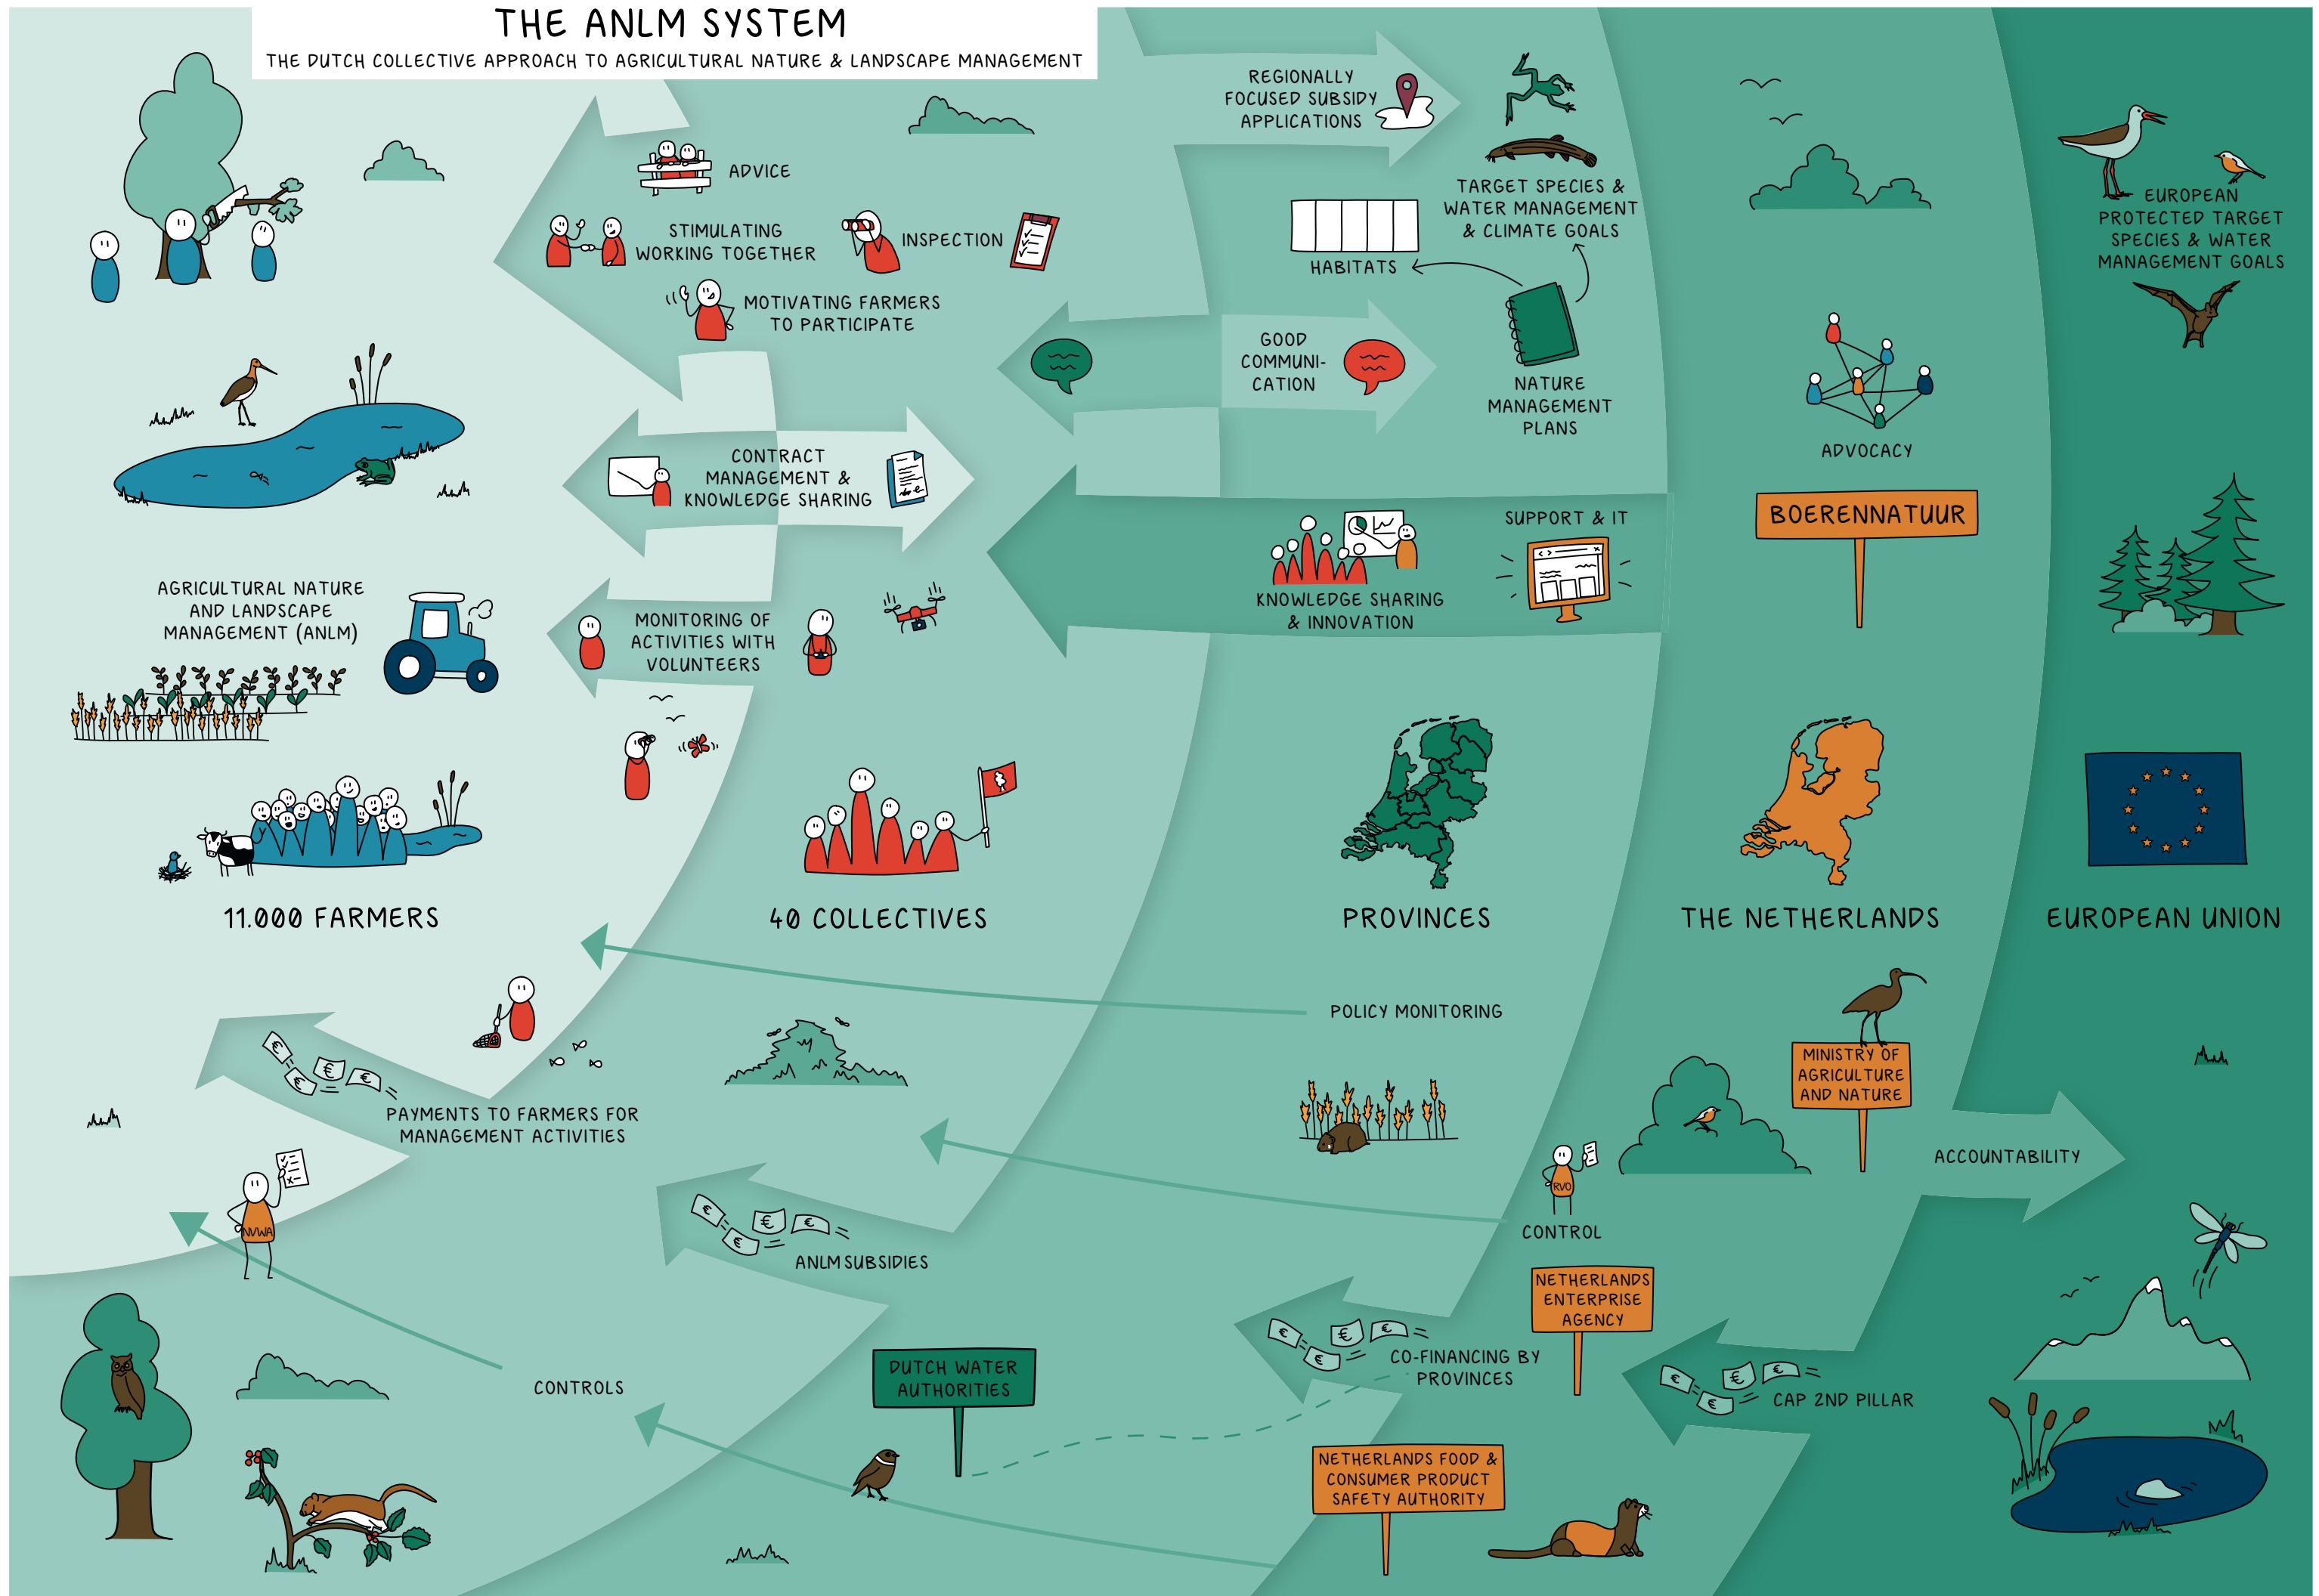 THE ANLM SYSTEM
THE DUTCH COLLECTIVE APPROACH TO AGRICULTURAL NATURE & LANDSCAPE MANAGEMENT
ADVICE
STIMULATING
WORKING TOGETHER
INSPECTION
MOTIVATING FARMERS
TO PARTICIPATE
REGIONALLY
FOCUSED SUBSIDY
APPLICATIONS
TARGET SPECIES &
WATER MANAGEMENT
& CLIMATE GOALS
HABITATS
GOOD
COMMUNI-
CATION
NATURE
MANAGEMENT
PLANS
EUROPEAN
PROTECTED TARGET
SPECIES & WATER
MANAGEMENT GOALS
ADVOCACY
BOERENNATUUR
CONTRACT
MANAGEMENT &
KNOWLEDGE SHARING
SUPPORT & IT
KNOWLEDGE SHARING
& INNOVATION
AGRICULTURAL NATURE
AND LANDSCAPE
MANAGEMENT (ANLM)
MONITORING OF
ACTIVITIES WITH
VOLUNTEERS
11.000 FARMERS
40 COLLECTIVES
PROVINCES
THE NETHERLANDS
EUROPEAN UNION
POLICY MONITORING
MINISTRY OF
AGRICULTURE
AND NATURE
€
€
€
€
PAYMENTS TO FARMERS FOR
MANAGEMENT ACTIVITIES
ACCOUNTABILITY
NVWA
RVO
CONTROL
€
€
€
€
ANLM SUBSIDIES
NETHERLANDS
ENTERPRISE
AGENCY
€
€
€
€
CO-FINANCING BY
PROVINCES
€
€
€
€
CAP 2ND PILLAR
CONTROLS
DUTCH WATER
AUTHORITIES
NETHERLANDS FOOD &
CONSUMER PRODUCT
SAFETY AUTHORITY